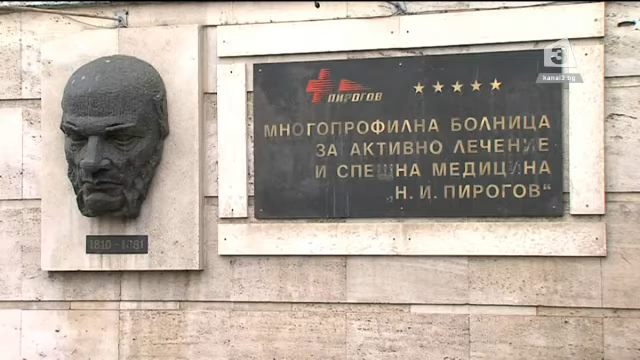 3
kanal3.bg
ПИРОГОВ
МНОГОПРОФИЛНА БОЛНИЦА
ЗА АКТИВНО ЛЕЧЕНИЕ
И СПЕШНА МЕДИЦИНА
„Н. И. ПИРОГОВ“
1810-1881